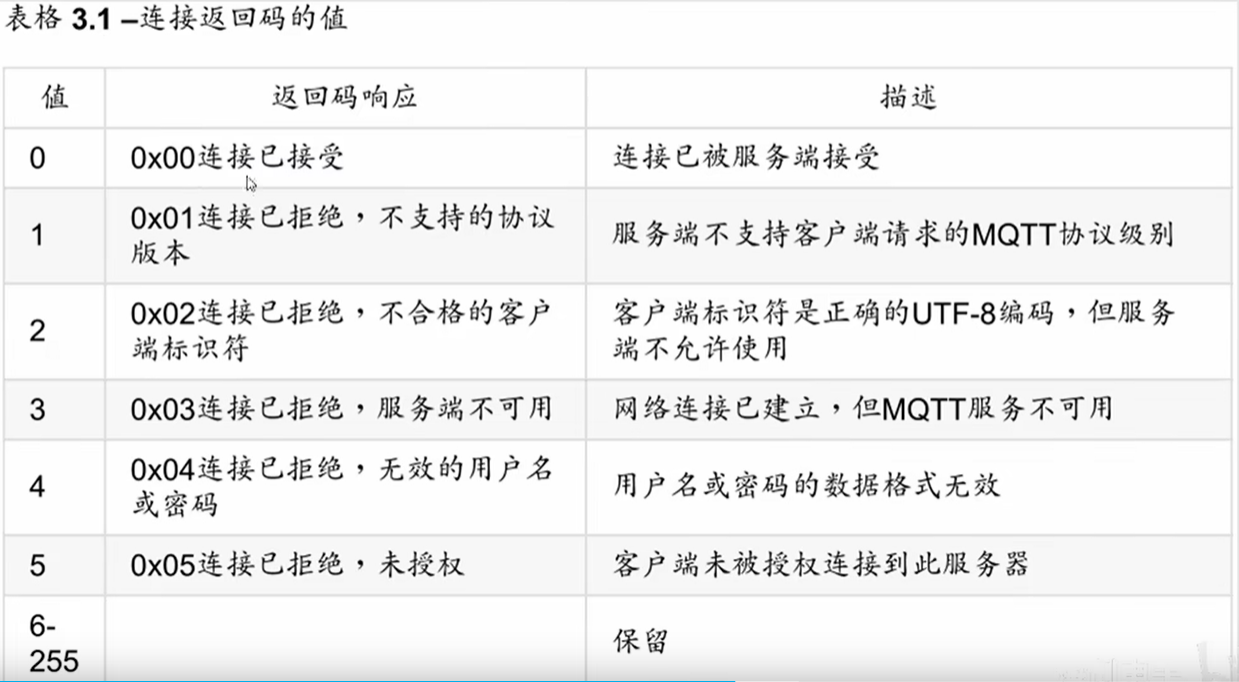 表格 3.1 –连接返回码的值
值 返回码响应 描述
0 0x00连接已接受 连接已被服务端接受
1 0x01连接已拒绝，不支持的协议
版本 服务端不支持客户端请求的MQTT协议级别
2 0x02连接已拒绝，不合格的客户
端标识符 客户端标识符是正确的UTF-8编码，但服务
端不允许使用
3 0x03连接已拒绝，服务端不可用 网络连接已建立，但MQTT服务不可用
4 0x04连接已拒绝，无效的用户名
或密码 用户名或密码的数据格式无效
5 0x05连接已拒绝，未授权 客户端未被授权连接到此服务器
6-
255 保留